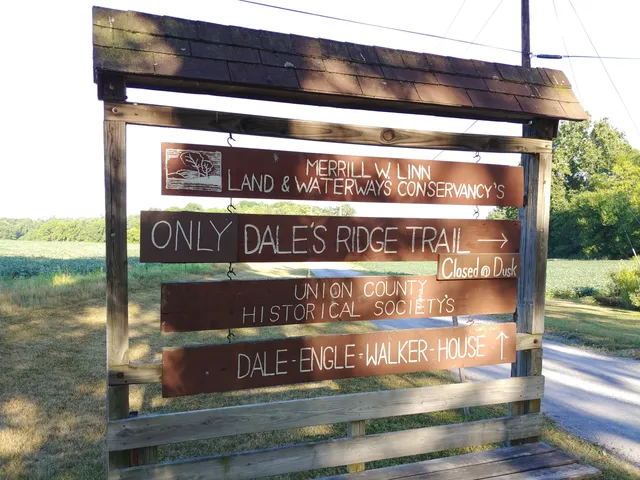 MERRILL W. LINN
LAND & WATERWAYS CONSERVANCY'S
ONLY DALE'S RIDGE TRAIL →
Closed @ Dusk
UNION COUNTY
HISTORICAL SOCIETY'S
DALE-ENGLE-WALKER-HOUSE ↑